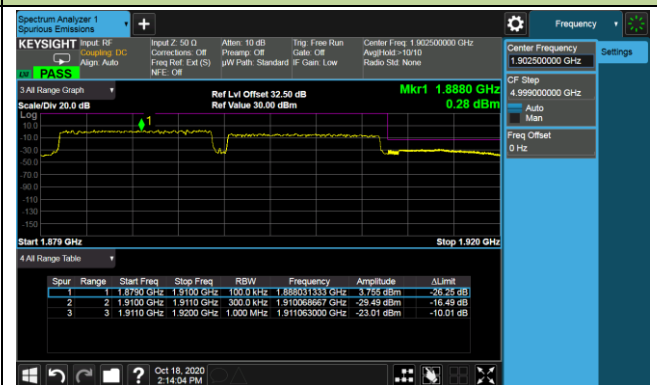 Spectrum Analyzer 1
Spurious Emissions
+
Frequency
KEYSIGHT Input: RF Input Z: 50 Ω Atten: 10 dB Trig: Free Run Center Freq: 1.902500000 GHz
Coupling: DC Corrections: Off Preamp: Off Gate: Off Avg|Hold:>10/10
Align: Auto Freq Ref: Ext (S) µW Path: Standard IF Gain: Low Radio Std: None
NFE: Off
PASS
Center Frequency
1.902500000 GHz
Settings
CF Step
4.999000000 GHz
Auto
Man
Freq Offset
0 Hz
3 All Range Graph
Ref Lvl Offset 32.50 dB
Mkr1 1.8880 GHz
Scale/Div 20.0 dB
Ref Value 30.00 dBm
0.28 dBm
Log
10.0
-10.0
-30.0
-50.0
-70.0
-90.0
-110
-130
-150
1
Start 1.879 GHz
Stop 1.920 GHz
4 All Range Table
Spur Range Start Freq Stop Freq RBW Frequency Amplitude ΔLimit
1 1 1.8790 GHz 1.9100 GHz 100.0 kHz 1.888031333 GHz 3.755 dBm -26.25 dB
2 2 1.9100 GHz 1.9110 GHz 300.0 kHz 1.910068667 GHz -29.49 dBm -16.49 dB
3 3 1.9110 GHz 1.9200 GHz 1.000 MHz 1.911063000 GHz -23.01 dBm -10.01 dB
?
Oct 18, 2020
2:14:04 PM